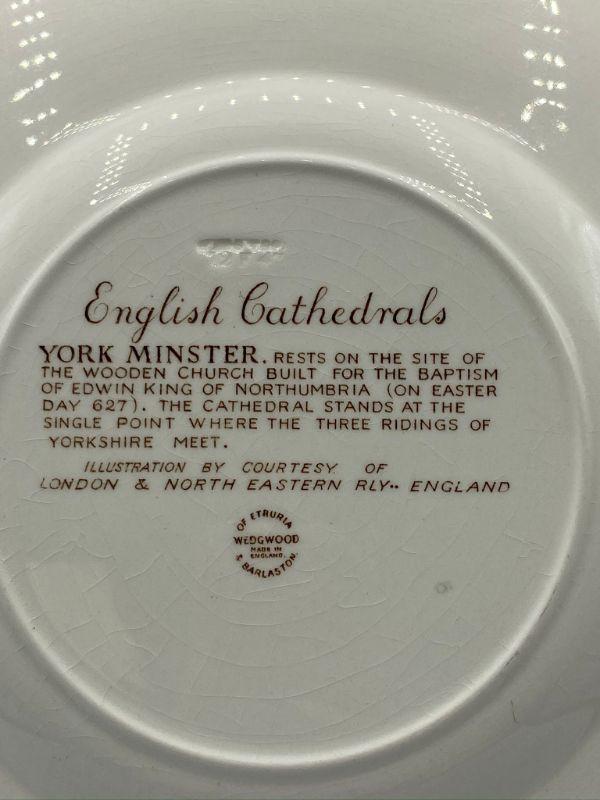 English Cathedrals
YORK MINSTER. RESTS ON THE SITE OF
THE WOODEN CHURCH BUILT FOR THE BAPTISM
OF EDWIN KING OF NORTHUMBRIA (ON EASTER
DAY 627). THE CATHEDRAL STANDS AT THE
SINGLE POINT WHERE THE THREE RIDINGS OF
YORKSHIRE MEET.
ILLUSTRATION BY COURTESY OF
LONDON & NORTH EASTERN RLY.. ENGLAND
OF ETRURIA
WEDGWOOD
MADE IN
ENGLAND.
& BARLASTON.